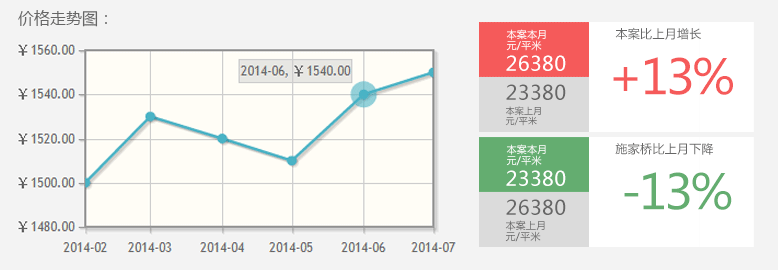 价格走势图：
￥1560.00
￥1540.00
￥1520.00
￥1500.00
￥1480.00
2014-06, ￥1540.00
2014-02 2014-03 2014-04 2014-05 2014-06 2014-07
本案本月
元/平米
26380
23380
本案上月
元/平米
本案比上月增长
+13%
本案本月
元/平米
23380
26380
本案上月
元/平米
施家桥比上月下降
-13%